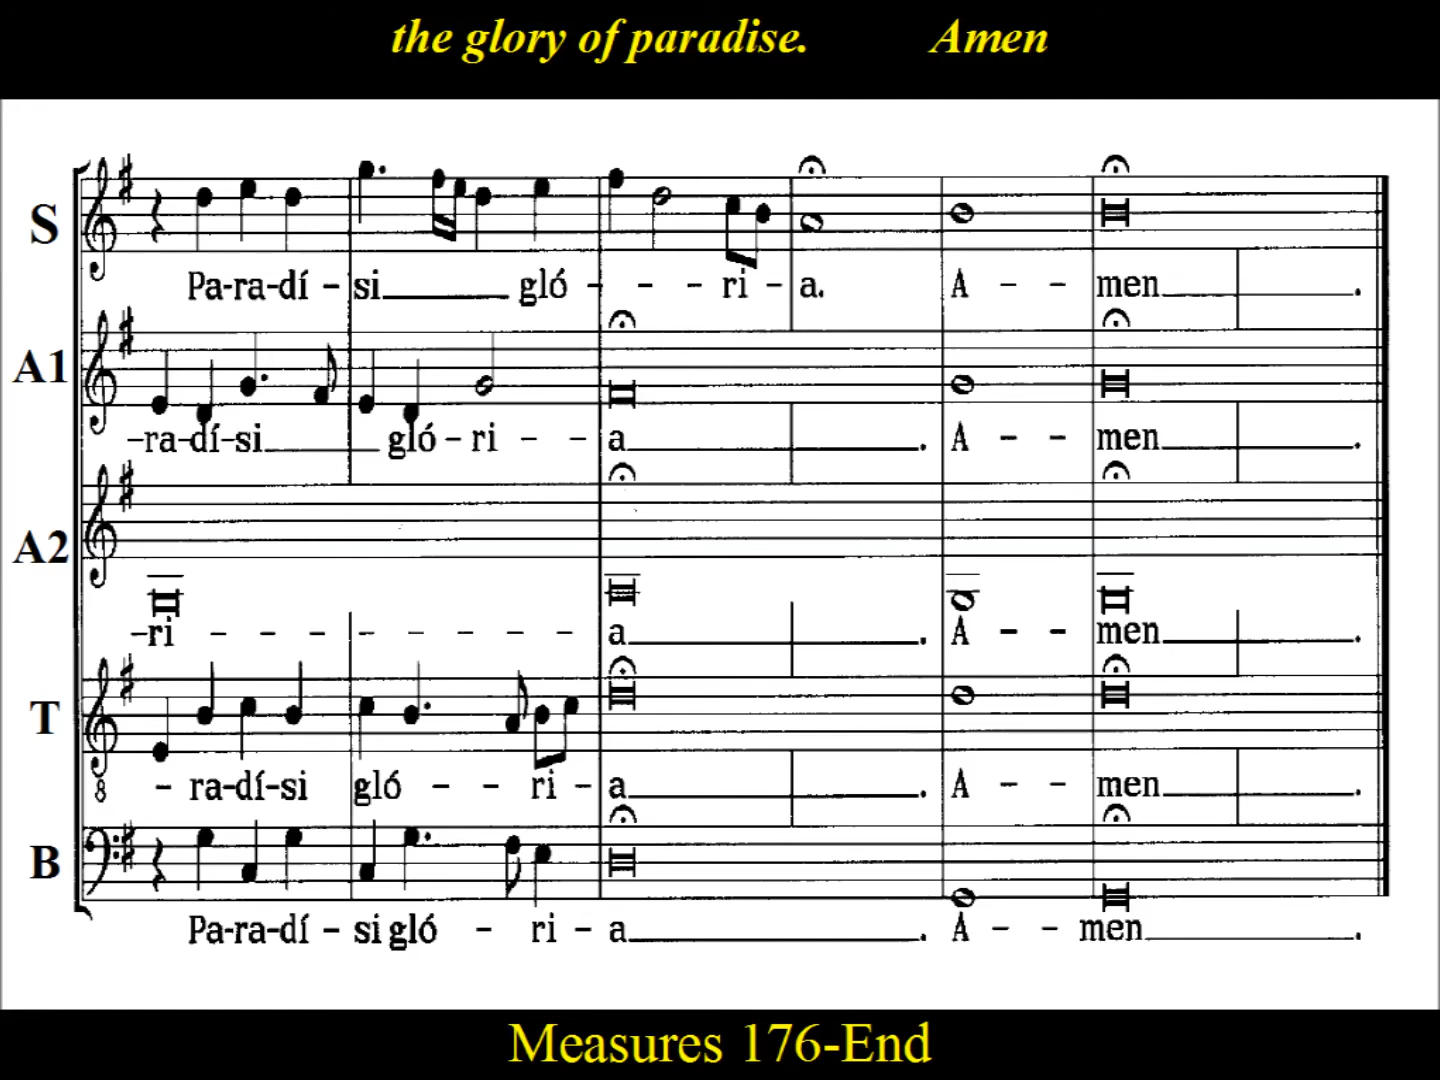 the glory of paradise. Amen
S
Pa-ra-dí - si gló - - - ri - a. A - - men .
A1
-ra-dí-si gló - ri - - a . A - - men .
A2
-ri - - - - - - - - a . A - - men .
T
8
- ra-dí-si gló - - ri - a . A - - men .
B
Pa-ra-dí - si gló - ri - a . A - - men .
Measures 176-End